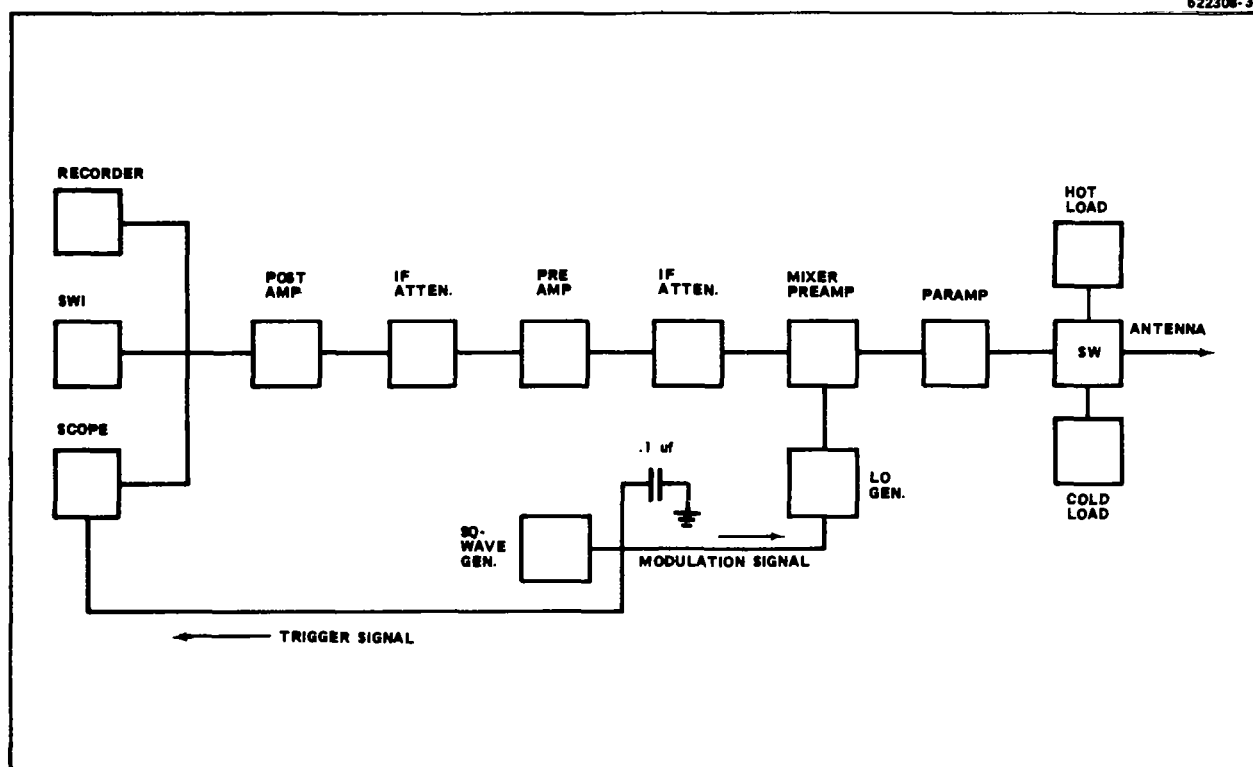 622308-3
RECORDER
HOT
LOAD
POST
AMP
IF
ATTEN.
PRE
AMP
IF
ATTEN.
MIXER
PREAMP
PARAMP
SWI
SW
ANTENNA
SCOPE
.1 uf
LO
GEN.
COLD
LOAD
SQ-
WAVE
GEN.
MODULATION SIGNAL
TRIGGER SIGNAL